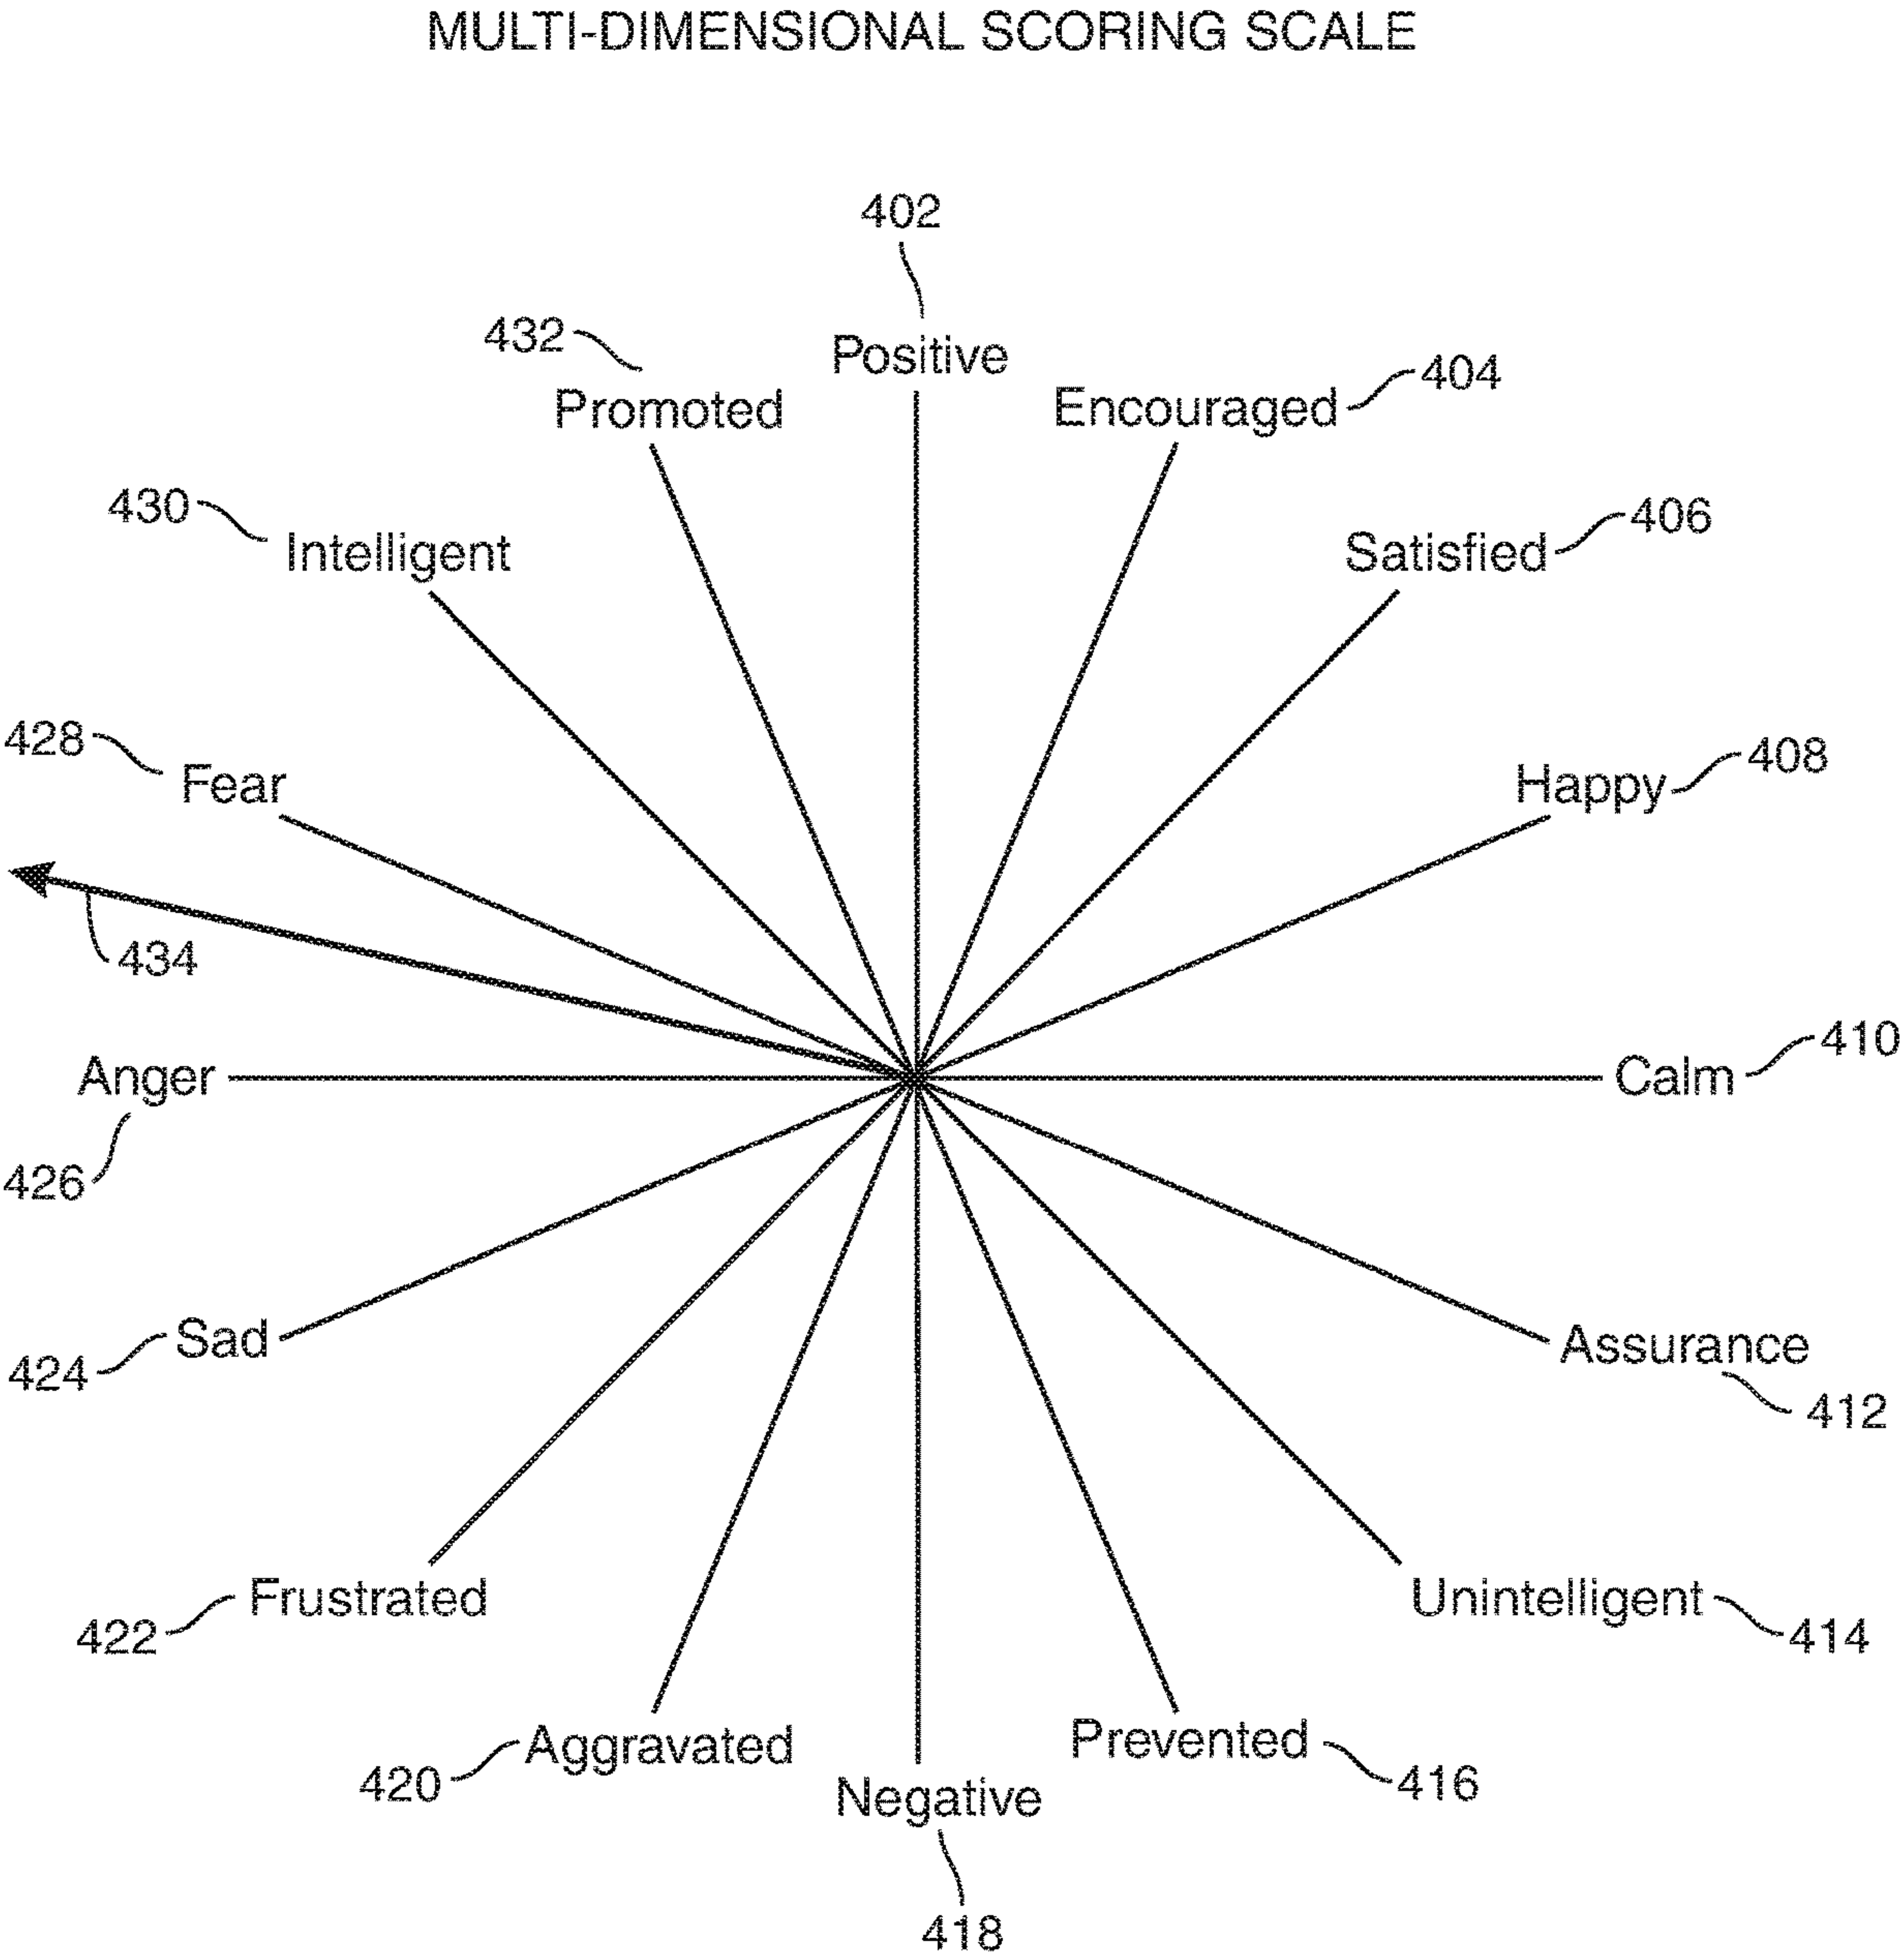 MULTI-DIMENSIONAL SCORING SCALE
402
Positive
432
Promoted
Encouraged
404
430
Intelligent
Satisfied
406
428
Fear
Happy
408
434
Anger
426
Calm
410
Sad
424
Assurance
412
Frustrated
422
Unintelligent
414
Aggravated
420
Prevented
416
Negative
418